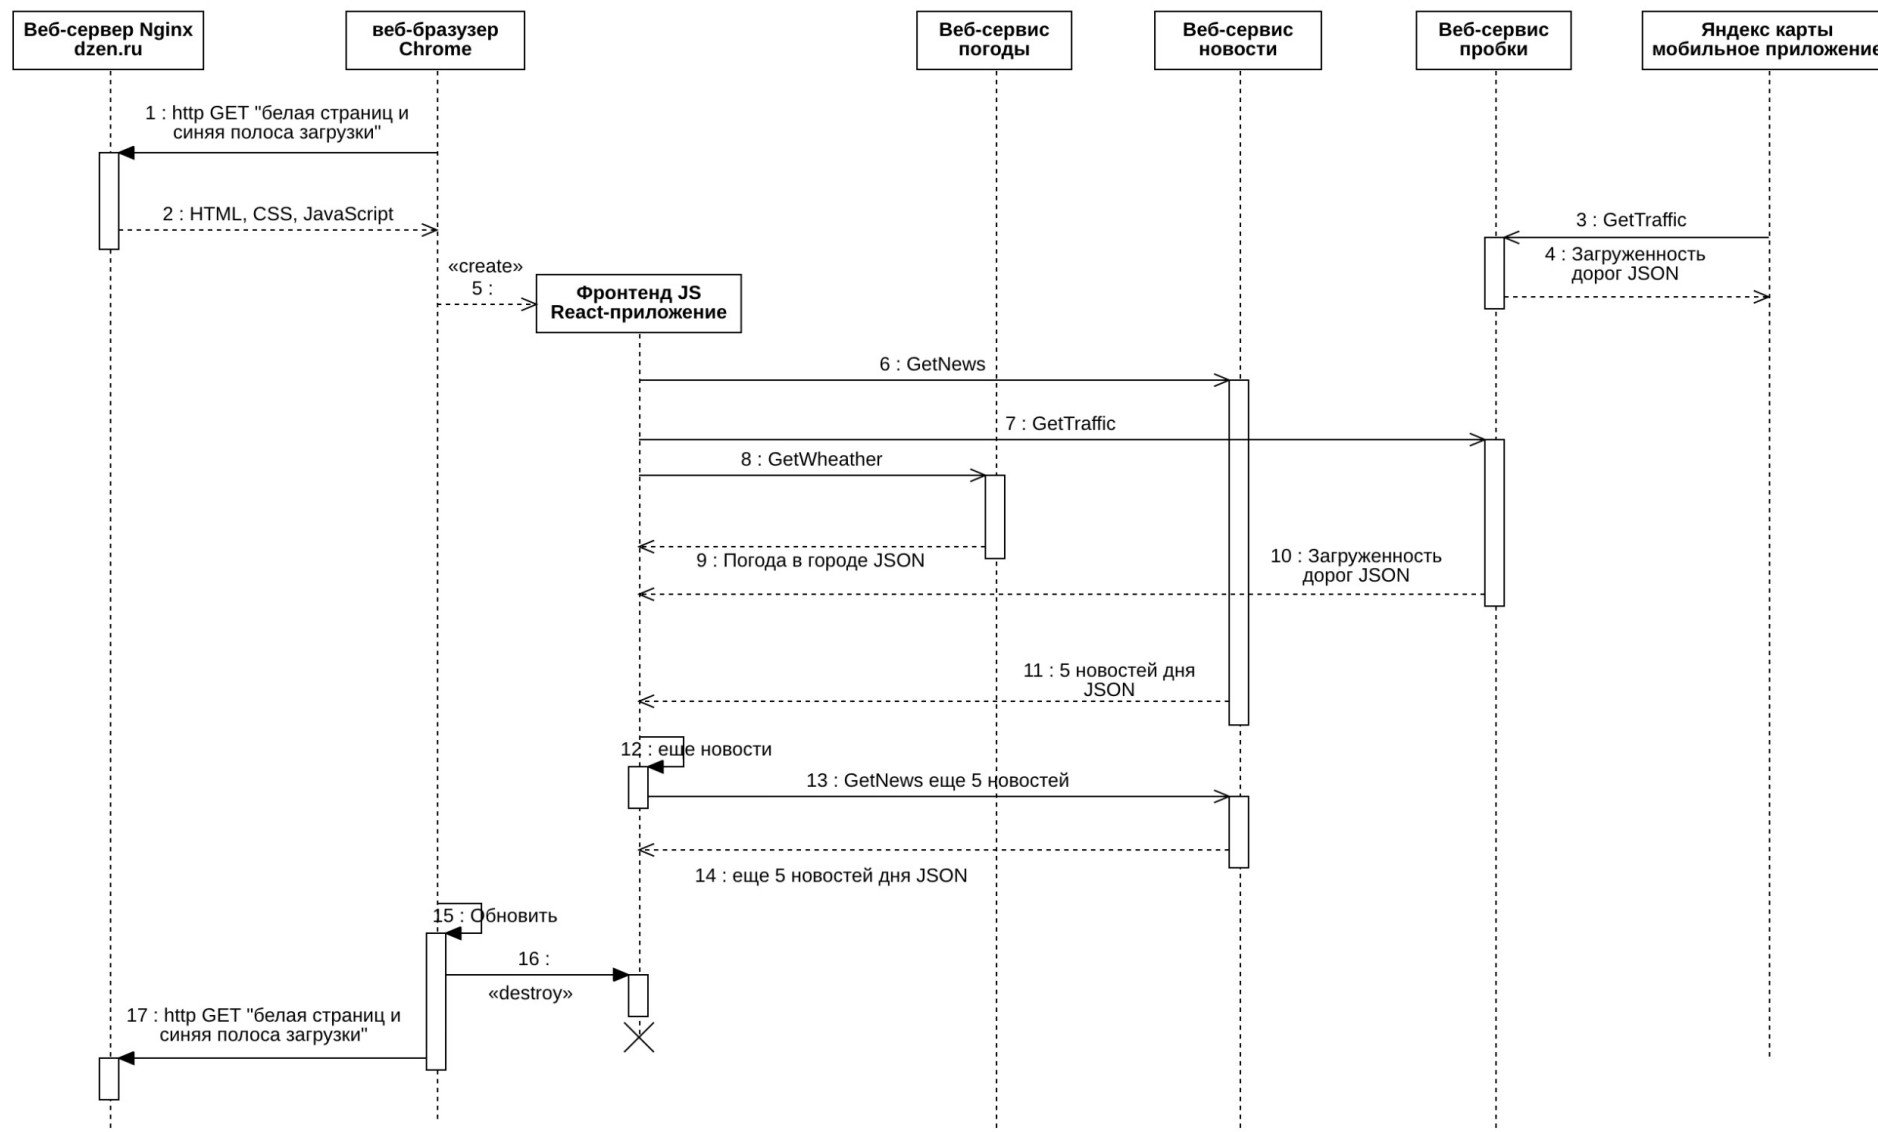 Веб-сервер Nginx
dzen.ru
веб-бразузер
Chrome
Веб-сервис
погоды
Веб-сервис
новости
Веб-сервис
пробки
Яндекс карты
мобильное приложение
1 : http GET "белая страниц и
синяя полоса загрузки"
2 : HTML, CSS, JavaScript
3 : GetTraffic
4 : Загруженность
дорог JSON
«create»
5 :
Фронтенд JS
React-приложение
6 : GetNews
7 : GetTraffic
8 : GetWheather
9 : Погода в городе JSON
10 : Загруженность
дорог JSON
11 : 5 новостей дня
JSON
12 : еше новости
13 : GetNews еще 5 новостей
14 : еще 5 новостей дня JSON
15 : Обновить
16 :
«destroy»
17 : http GET "белая страниц и
синяя полоса загрузки"